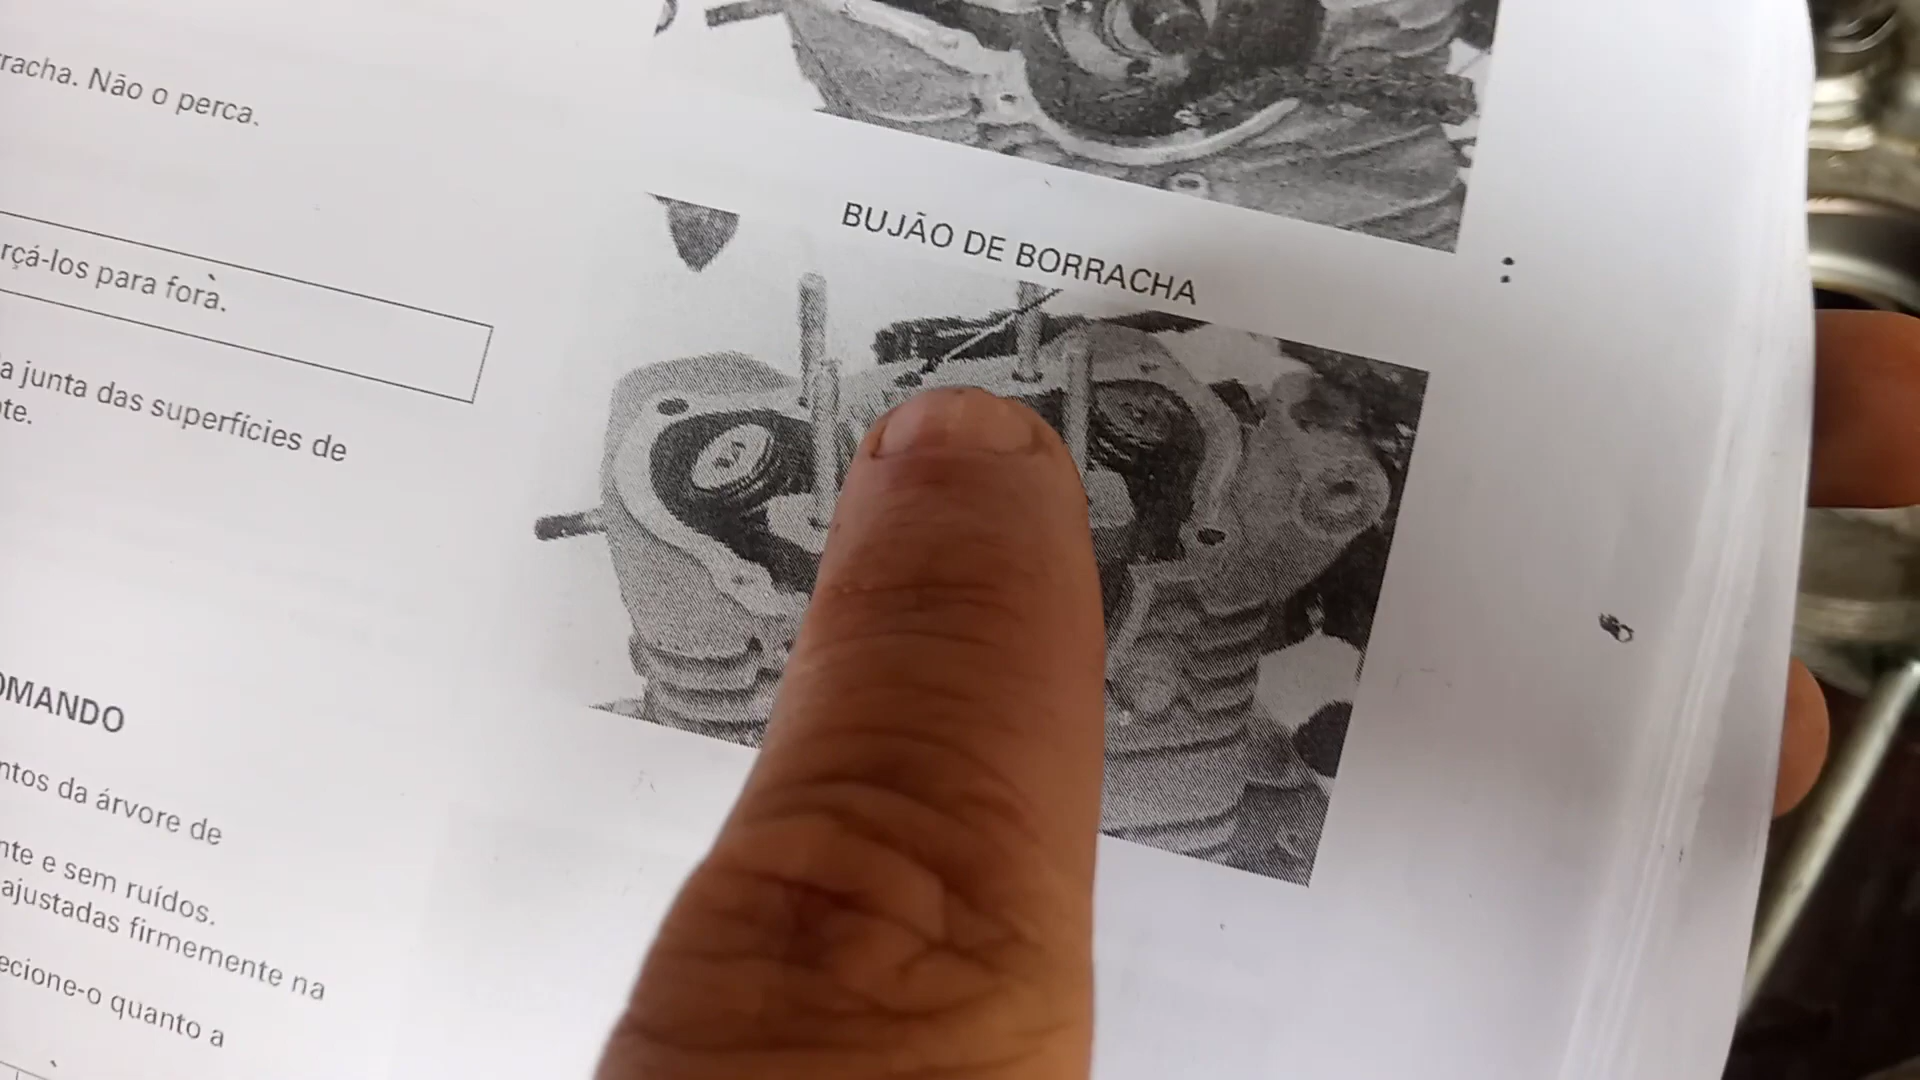 rracha. Não o perca.
BUJÃO DE BORRACHA
rçá-los para fora.
a junta das superfícies de
te.
OMANDO
ntos da árvore de
nte e sem ruídos.
ajustadas firmemente na
ecione-o quanto a